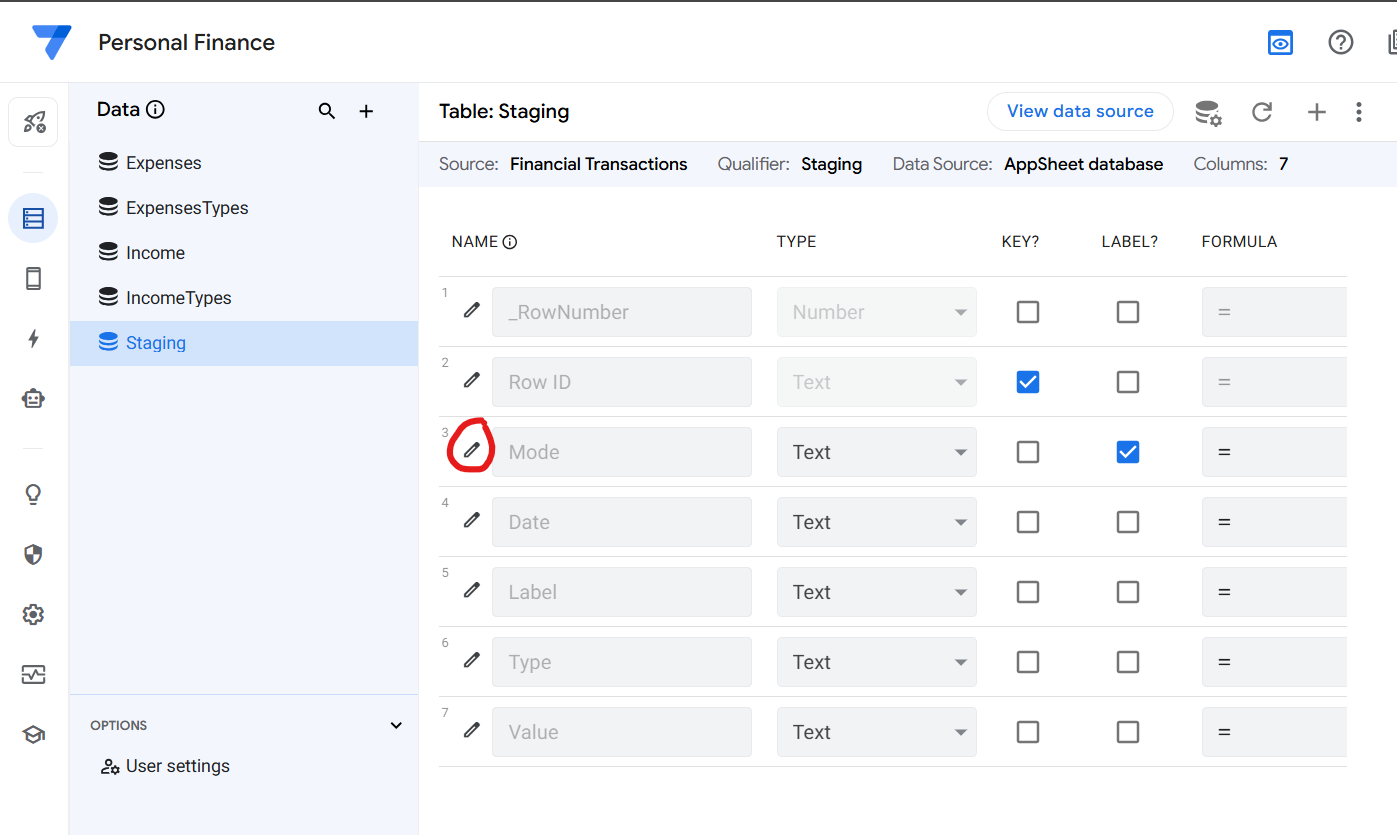 Personal Finance
Data
Expenses
ExpensesTypes
Income
IncomeTypes
Staging
OPTIONS
User settings
Table: Staging
View data source
Source: Financial Transactions Qualifier: Staging Data Source: AppSheet database Columns: 7
NAME TYPE KEY? LABEL? FORMULA
1 _RowNumber Number =
2 Row ID Text =
3 Mode Text =
4 Date Text =
5 Label Text =
6 Type Text =
7 Value Text =